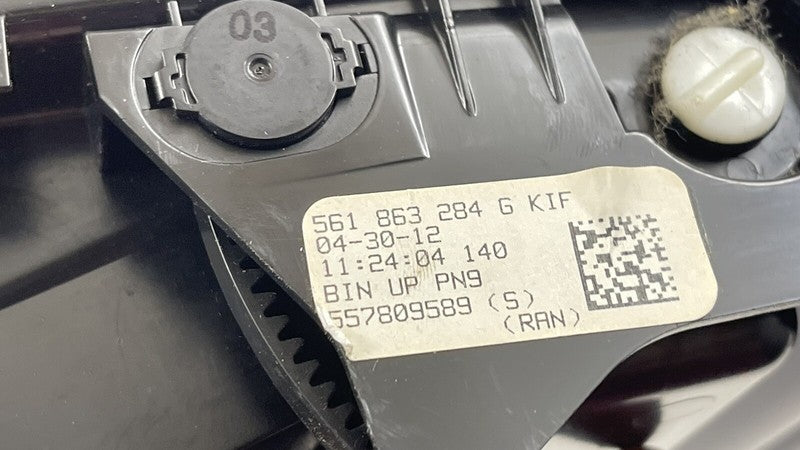 03
561 863 284 G KIF
04-30-12
11:24:04 140
BIN UP PN9
557809589 (S)
(RAN)